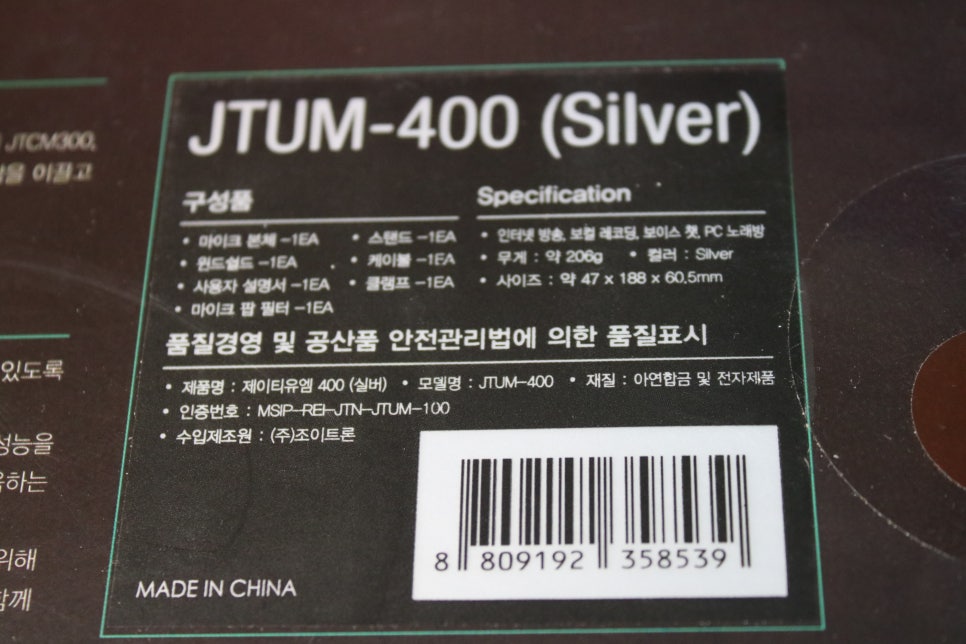 JTUM-400 (Silver)
JTCM300,
이끌고
구성품
• 마이크 본체 -1EA • 스탠드 -1EA
• 윈드쉴드 -1EA • 케이블 -1EA
• 사용자 설명서 -1EA • 클램프 -1EA
• 마이크 팝 필터 -1EA
Specification
• 인터넷 방송, 보컬 레코딩, 보이스 챗, PC 노래방
• 무게 : 약 206g • 컬러 : Silver
• 사이즈 : 약 47 x 188 x 60.5mm
품질경영 및 공산품 안전관리법에 의한 품질표시
있도록
• 제품명 : 제이티유엠 400 (실버) • 모델명 : JTUM-400 • 재질 : 아연합금 및 전자제품
• 인증번호 : MSIP-REI-JTN-JTUM-100
• 수입제조원 : (주)조이트론
성능을
하는
위해
함께
8 809192 358539
MADE IN CHINA